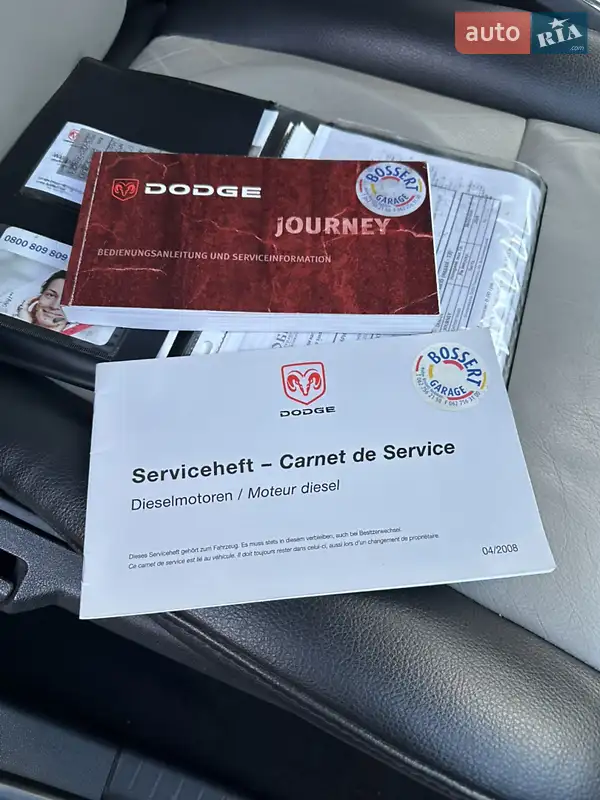 auto RIA
.com
DODGE
BOSSERT
GARAGE
JOURNEY
BEDIENUNGSANLEITUNG UND SERVICEINFORMATION
0800 809 809
BOSSERT
GARAGE
DODGE
Serviceheft – Carnet de Service
Dieselmotoren / Moteur diesel
Dieses Serviceheft gehört zum Fahrzeug. Es muss stets in diesem verbleiben, auch bei Besitzerwechsel.
Ce carnet de service est lié au véhicule. Il doit toujours rester dans celui-ci, aussi lors d'un changement de propriétaire.
04/2008